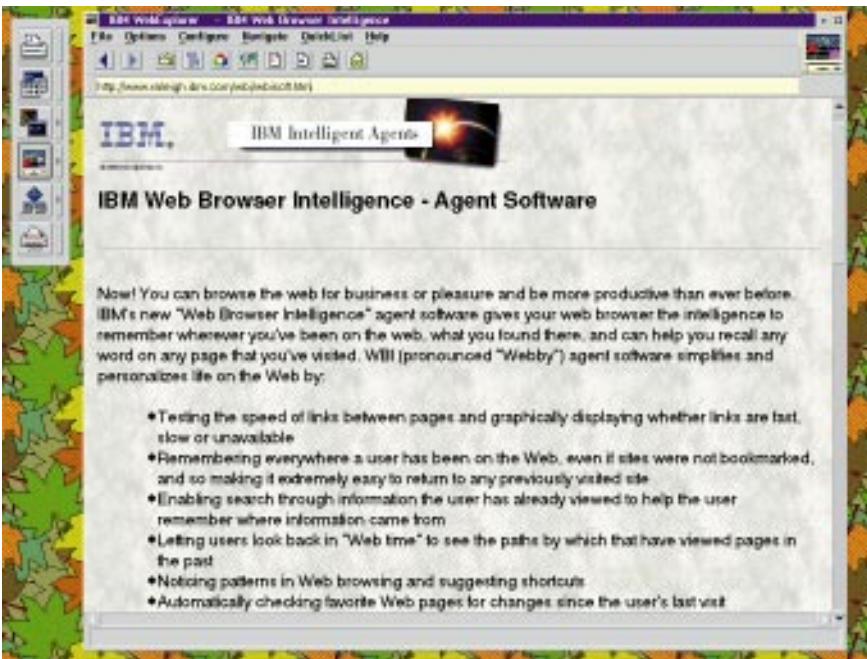 IBM WebExplorer - IBM Web Browser Intelligence
File Options Configure Navigate QuickList Help
IBM.
IBM Intelligent Agents
IBM Web Browser Intelligence - Agent Software
Now! You can browse the web for business or pleasure and be more productive than ever before.
IBM's new "Web Browser Intelligence" agent software gives your web browser the intelligence to
remember wherever you've been on the web, what you found there, and can help you recall any
word on any page that you've visited. WBI (pronounced "Webby") agent software simplifies and
personalizes life on the Web by:
Testing the speed of links between pages and graphically displaying whether links are fast,
slow or unavailable
Remembering everywhere a user has been on the Web, even if sites were not bookmarked,
and so making it extremely easy to return to any previously visited site
Enabling search through information the user has already viewed to help the user
remember where information came from
Letting users look back in "Web time" to see the paths by which that have viewed pages in
the past
Noticing patterns in Web browsing and suggesting shortcuts
Automatically checking favorite Web pages for changes since the user's last visit